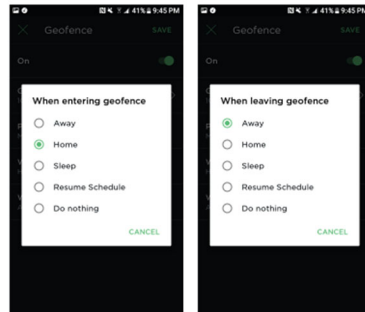 41% 9:45 PM
Geofence SAVE
On
When entering geofence
Away
Home
Sleep
Resume Schedule
Do nothing
CANCEL
41% 9:45 PM
Geofence SAVE
On
When leaving geofence
Away
Home
Sleep
Resume Schedule
Do nothing
CANCEL